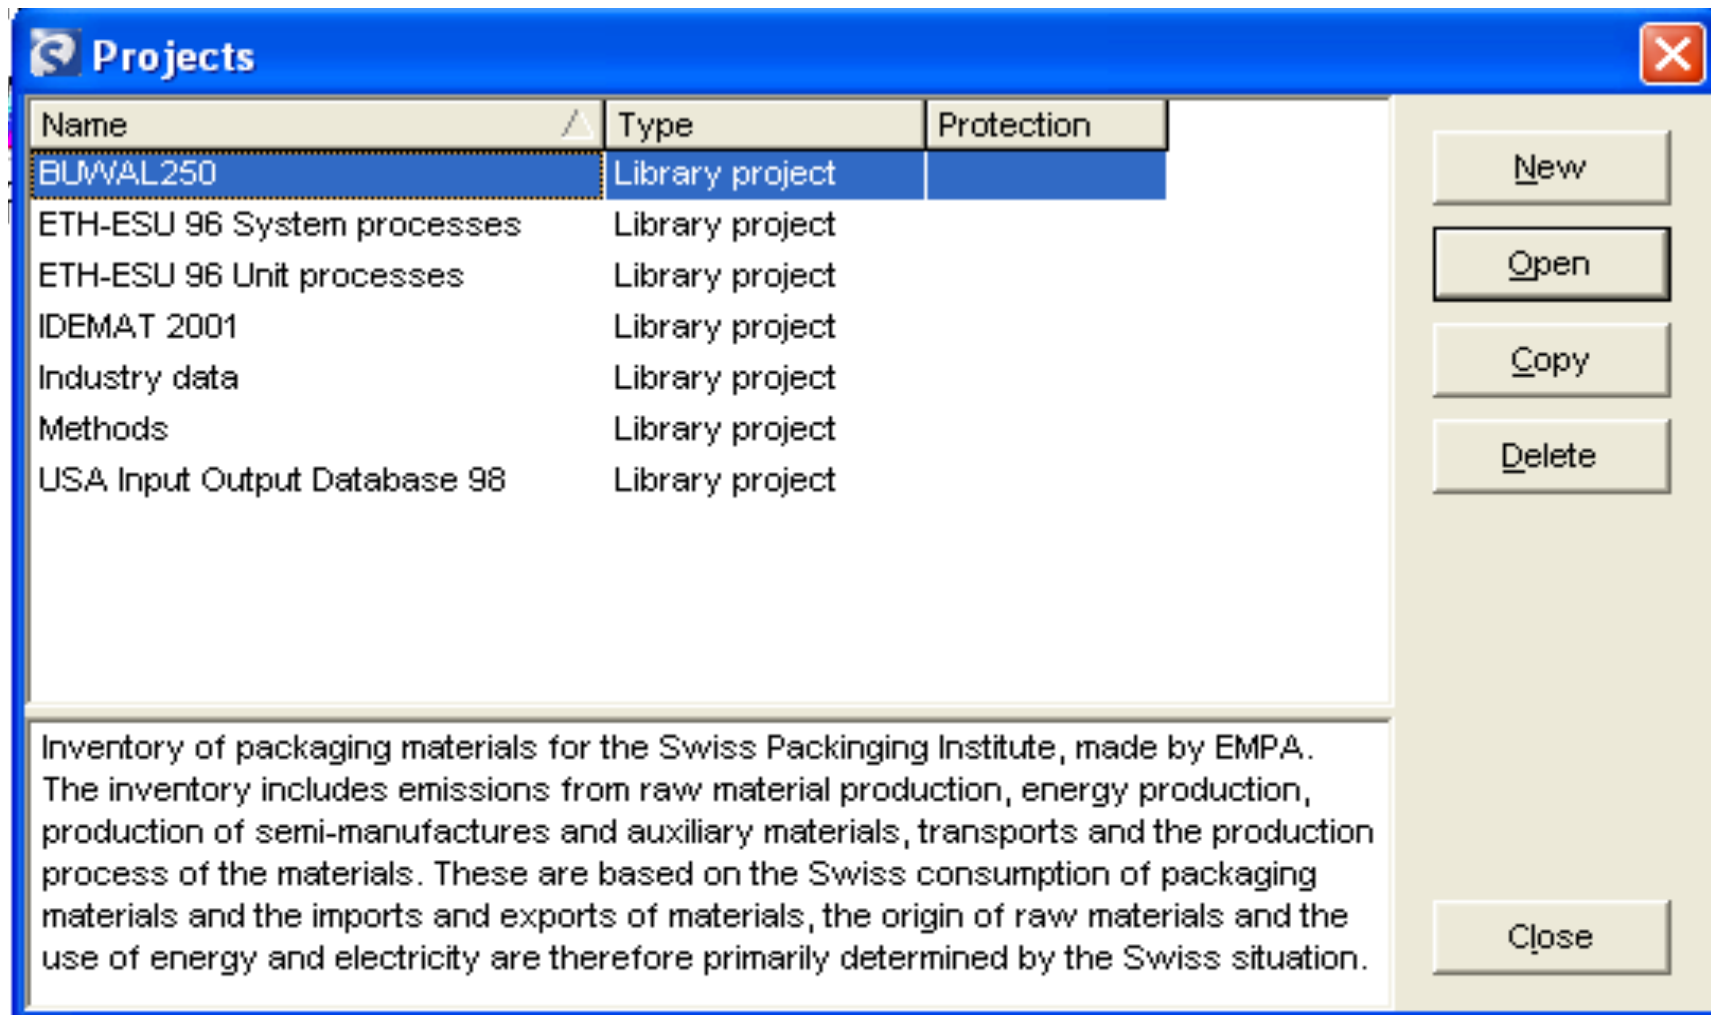 Projects
Name Type Protection
BUWAL250 Library project
ETH-ESU 96 System processes Library project
ETH-ESU 96 Unit processes Library project
IDEMAT 2001 Library project
Industry data Library project
Methods Library project
USA Input Output Database 98 Library project
New
Open
Copy
Delete
Inventory of packaging materials for the Swiss Packinging Institute, made by EMPA.
The inventory includes emissions from raw material production, energy production,
production of semi-manufactures and auxiliary materials, transports and the production
process of the materials. These are based on the Swiss consumption of packaging
materials and the imports and exports of materials, the origin of raw materials and the
use of energy and electricity are therefore primarily determined by the Swiss situation.
Close